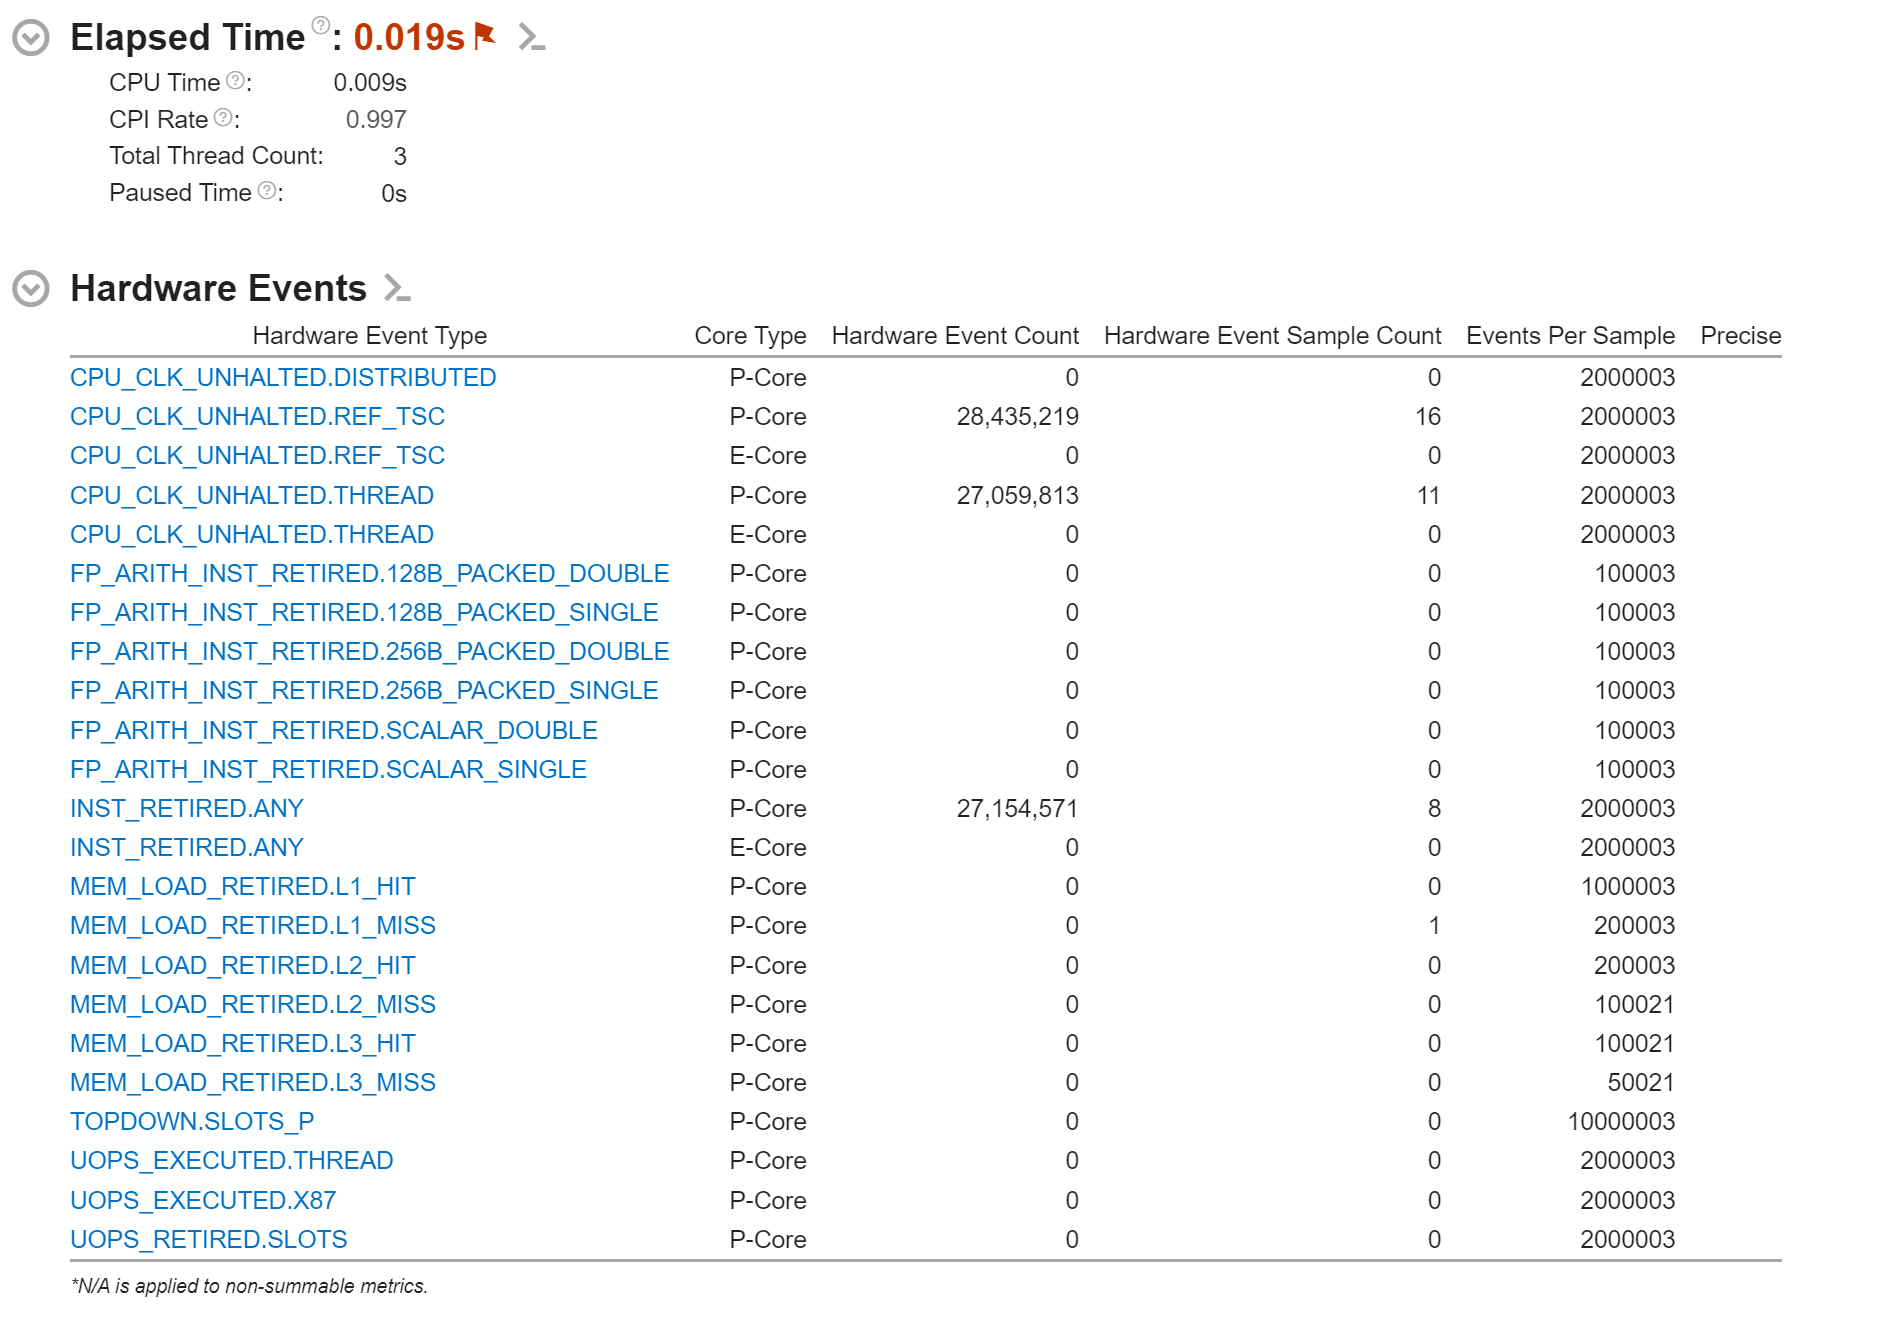 Elapsed Time ?: 0.019s
CPU Time ?: 0.009s
CPI Rate ?: 0.997
Total Thread Count: 3
Paused Time ?: 0s
Hardware Events
Hardware Event Type Core Type Hardware Event Count Hardware Event Sample Count Events Per Sample Precise
CPU_CLK_UNHALTED.DISTRIBUTED P-Core 0 0 2000003
CPU_CLK_UNHALTED.REF_TSC P-Core 28,435,219 16 2000003
CPU_CLK_UNHALTED.REF_TSC E-Core 0 0 2000003
CPU_CLK_UNHALTED.THREAD P-Core 27,059,813 11 2000003
CPU_CLK_UNHALTED.THREAD E-Core 0 0 2000003
FP_ARITH_INST_RETIRED.128B_PACKED_DOUBLE P-Core 0 0 100003
FP_ARITH_INST_RETIRED.128B_PACKED_SINGLE P-Core 0 0 100003
FP_ARITH_INST_RETIRED.256B_PACKED_DOUBLE P-Core 0 0 100003
FP_ARITH_INST_RETIRED.256B_PACKED_SINGLE P-Core 0 0 100003
FP_ARITH_INST_RETIRED.SCALAR_DOUBLE P-Core 0 0 100003
FP_ARITH_INST_RETIRED.SCALAR_SINGLE P-Core 0 0 100003
INST_RETIRED.ANY P-Core 27,154,571 8 2000003
INST_RETIRED.ANY E-Core 0 0 2000003
MEM_LOAD_RETIRED.L1_HIT P-Core 0 0 1000003
MEM_LOAD_RETIRED.L1_MISS P-Core 0 1 200003
MEM_LOAD_RETIRED.L2_HIT P-Core 0 0 200003
MEM_LOAD_RETIRED.L2_MISS P-Core 0 0 100021
MEM_LOAD_RETIRED.L3_HIT P-Core 0 0 100021
MEM_LOAD_RETIRED.L3_MISS P-Core 0 0 50021
TOPDOWN.SLOTS_P P-Core 0 0 10000003
UOPS_EXECUTED.THREAD P-Core 0 0 2000003
UOPS_EXECUTED.X87 P-Core 0 0 2000003
UOPS_RETIRED.SLOTS P-Core 0 0 2000003
*N/A is applied to non-summable metrics.